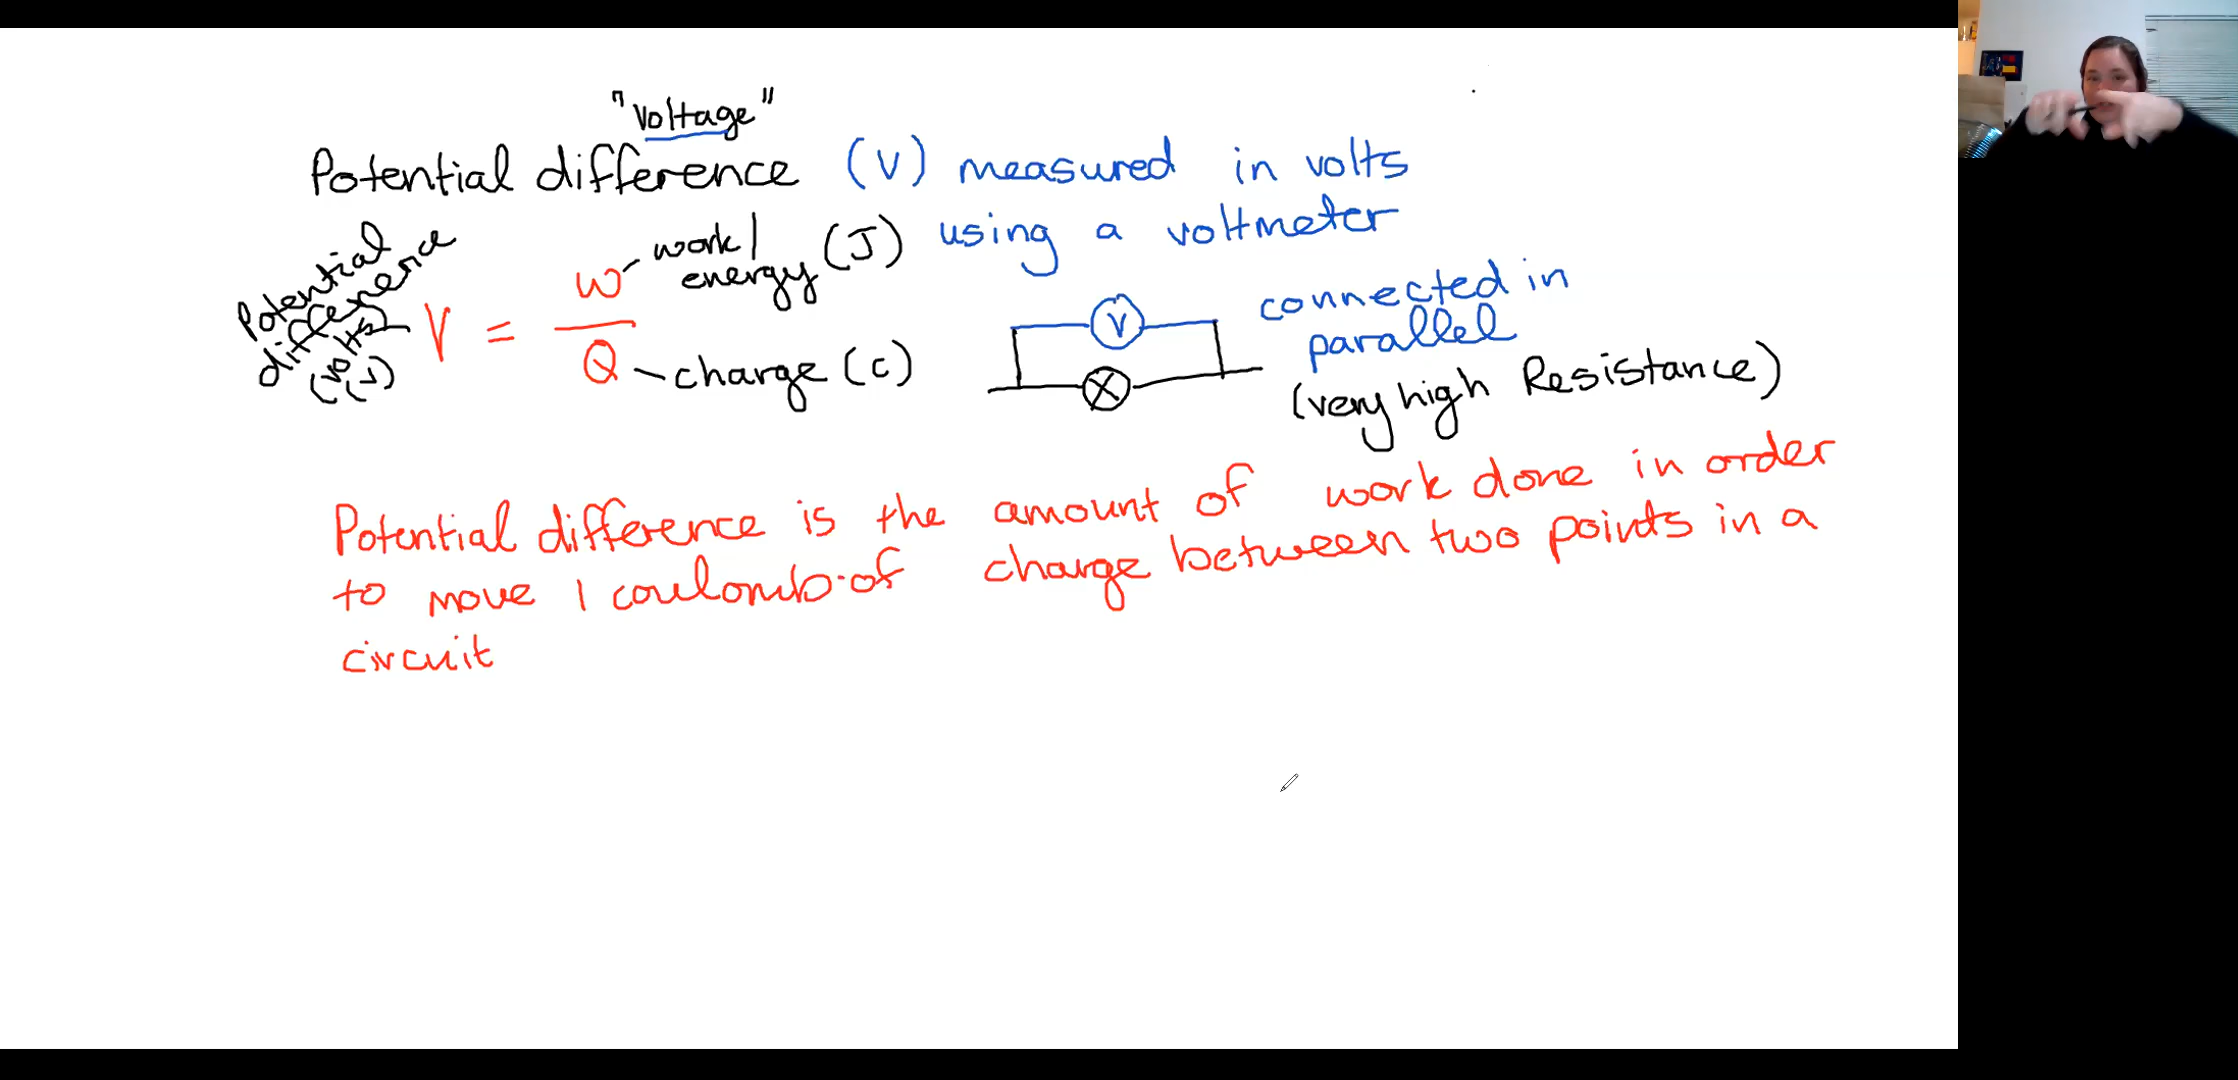 "Voltage"
Potential difference (V) measured in volts
using a voltmeter
Potential
difference
(volts)
(V)
V = W
Q
work/
energy (J)
charge (C)
V
connected in
parallel
(very high Resistance)
Potential difference is the amount of work done in order
to move 1 coulomb of charge between two points in a
circuit